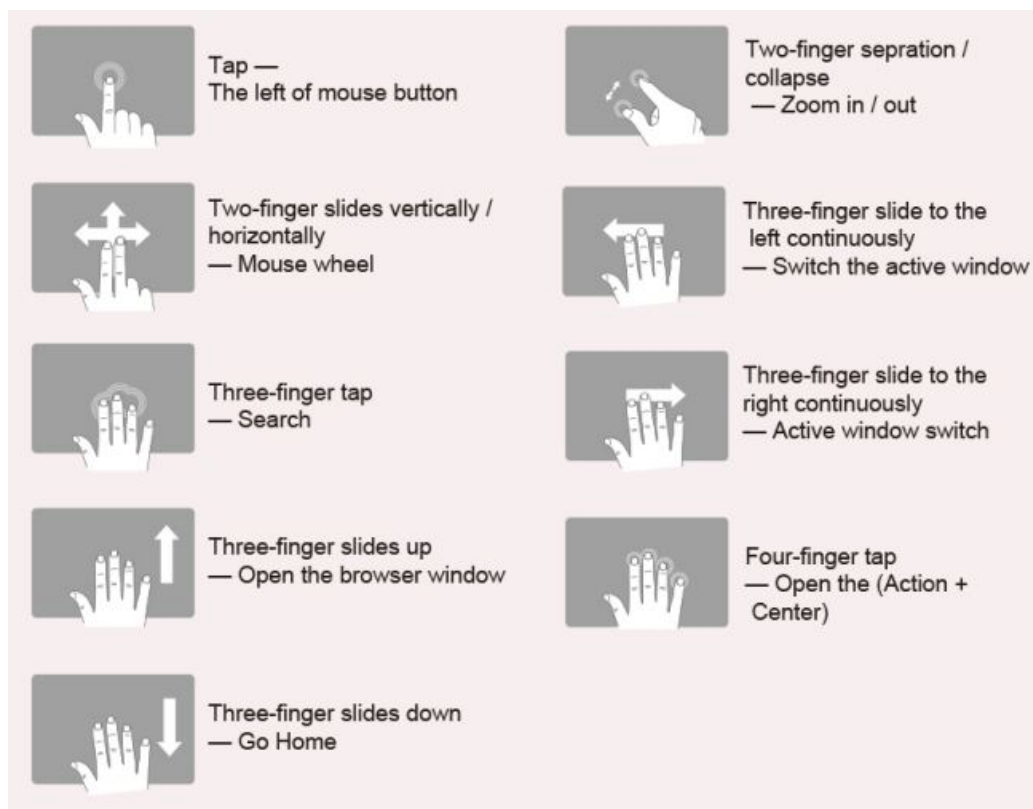 Tap —
The left of mouse button
Two-finger slides vertically /
horizontally
— Mouse wheel
Three-finger tap
— Search
Three-finger slides up
— Open the browser window
Three-finger slides down
— Go Home
Two-finger sepration /
collapse
— Zoom in / out
Three-finger slide to the
left continuously
— Switch the active window
Three-finger slide to the
right continuously
— Active window switch
Four-finger tap
— Open the (Action +
Center)